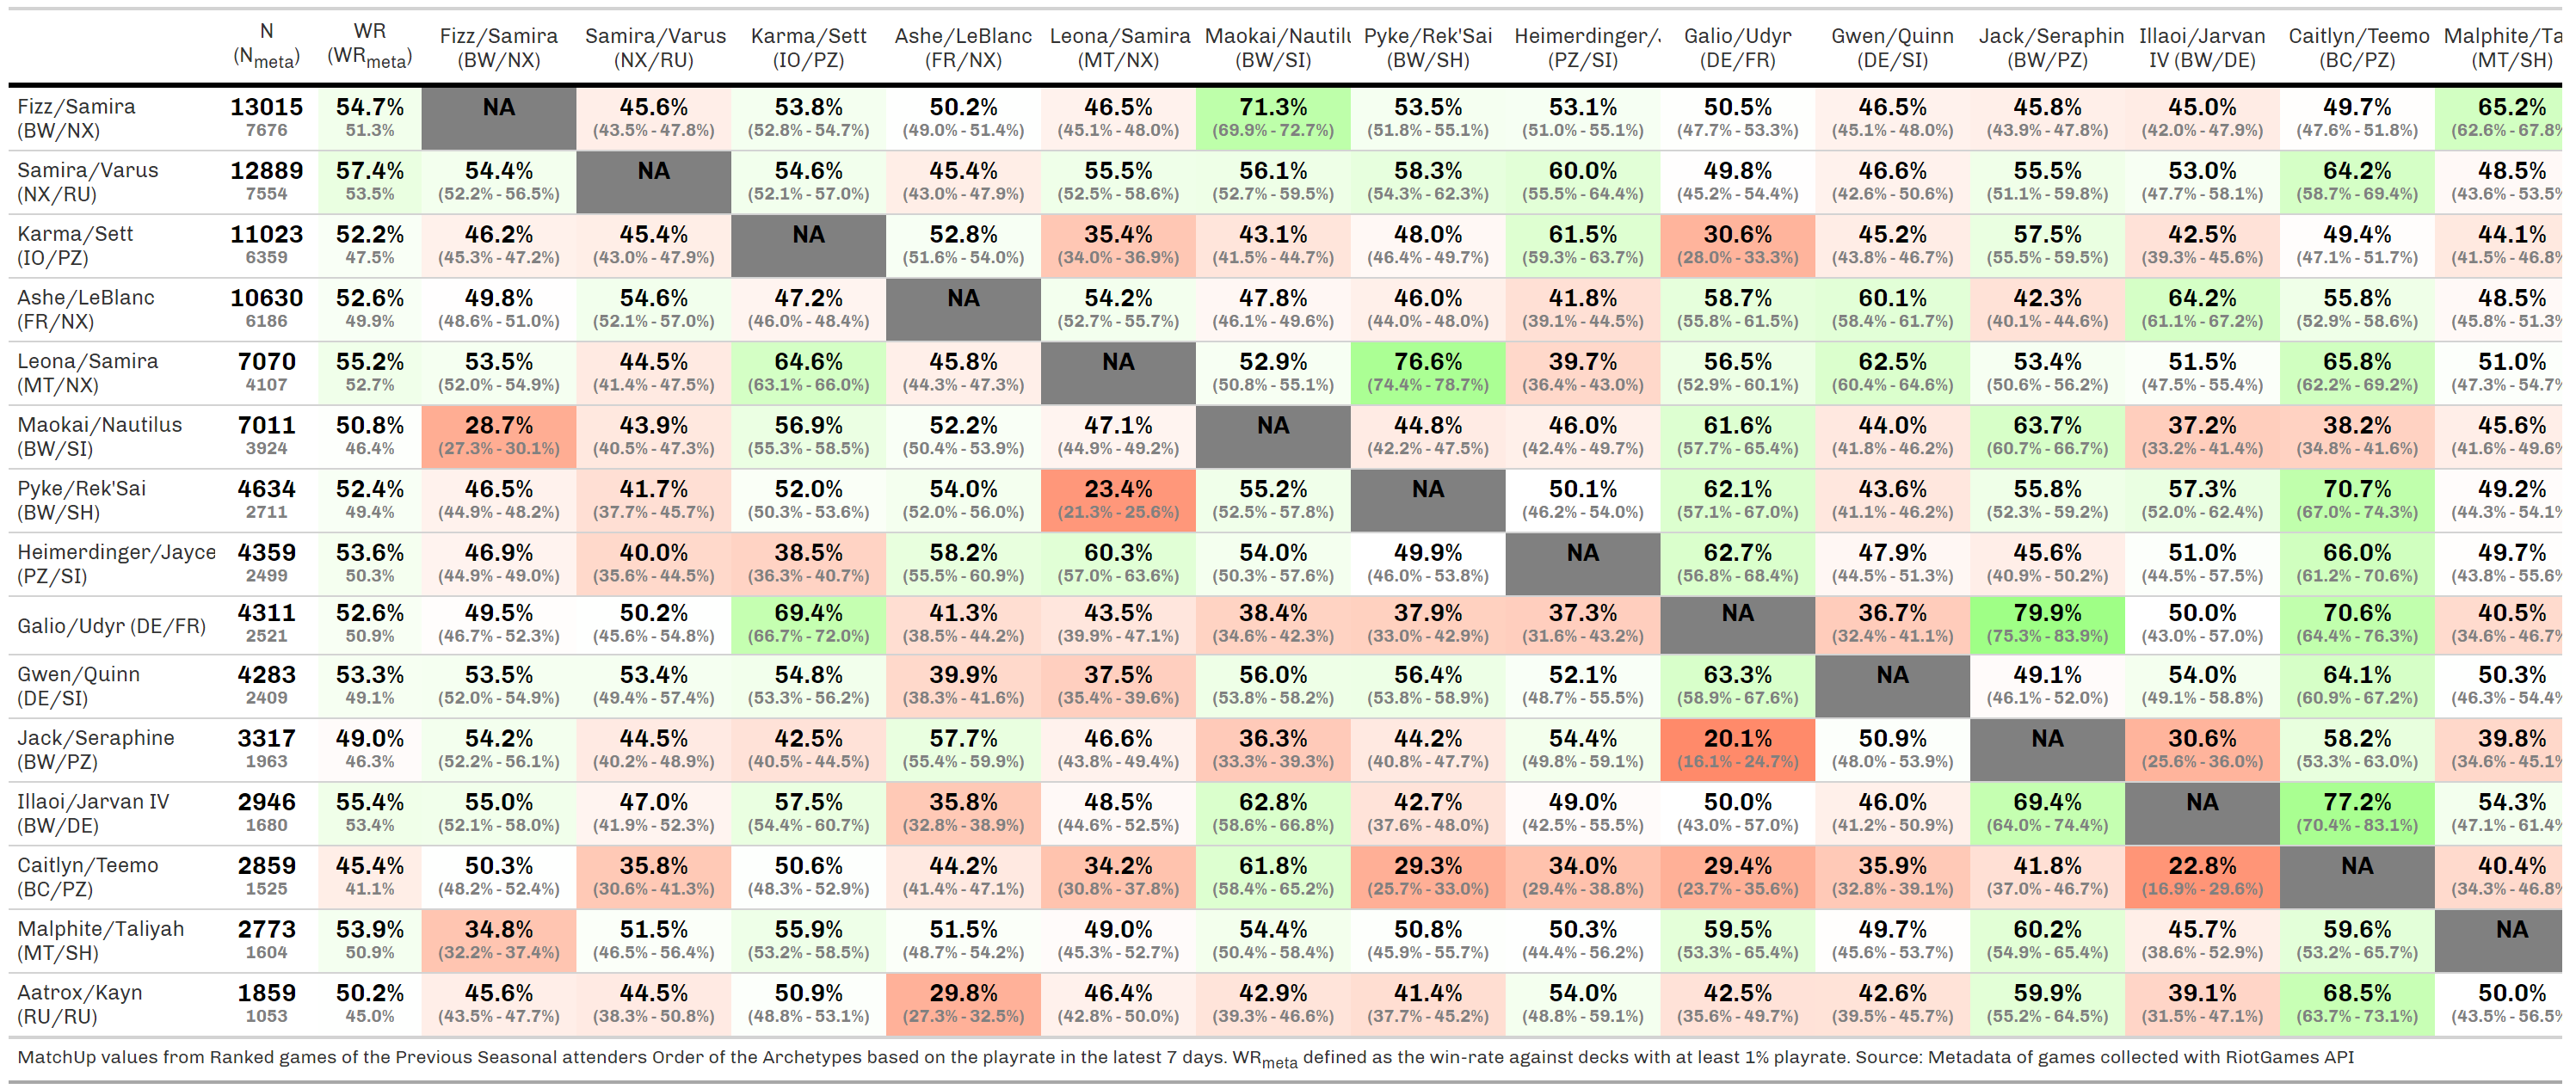 N WR Fizz/Samira Samira/Varus Karma/Sett Ashe/LeBlanc Leona/Samira Maokai/Nautilu Pyke/Rek'Sai Heimerdinger/J Galio/Udyr Gwen/Quinn Jack/Seraphin Illaoi/Jarvan Caitlyn/Teemo Malphite/Ta
(Nmeta) (WRmeta) (BW/NX) (NX/RU) (IO/PZ) (FR/NX) (MT/NX) (BW/SI) (BW/SH) (PZ/SI) (DE/FR) (DE/SI) (BW/PZ) IV (BW/DE) (BC/PZ) (MT/SH)
Fizz/Samira 13015 54.7% NA 45.6% 53.8% 50.2% 46.5% 71.3% 53.5% 53.1% 50.5% 46.5% 45.8% 45.0% 49.7% 65.2%
(BW/NX) 7676 51.3% (43.5% - 47.8%) (52.8% - 54.7%) (49.0% - 51.4%) (45.1% - 48.0%) (69.9% - 72.7%) (51.8% - 55.1%) (51.0% - 55.1%) (47.7% - 53.3%) (45.1% - 48.0%) (43.9% - 47.8%) (42.0% - 47.9%) (47.6% - 51.8%) (62.6% - 67.8%
Samira/Varus 12889 57.4% 54.4% NA 54.6% 45.4% 55.5% 56.1% 58.3% 60.0% 49.8% 46.6% 55.5% 53.0% 64.2% 48.5%
(NX/RU) 7554 53.5% (52.2% - 56.5%) (52.1% - 57.0%) (43.0% - 47.9%) (52.5% - 58.6%) (52.7% - 59.5%) (54.3% - 62.3%) (55.5% - 64.4%) (45.2% - 54.4%) (42.6% - 50.6%) (51.1% - 59.8%) (47.7% - 58.1%) (58.7% - 69.4%) (43.6% - 53.5%
Karma/Sett 11023 52.2% 46.2% 45.4% NA 52.8% 35.4% 43.1% 48.0% 61.5% 30.6% 45.2% 57.5% 42.5% 49.4% 44.1%
(IO/PZ) 6359 47.5% (45.3% - 47.2%) (43.0% - 47.9%) (51.6% - 54.0%) (34.0% - 36.9%) (41.5% - 44.7%) (46.4% - 49.7%) (59.3% - 63.7%) (28.0% - 33.3%) (43.8% - 46.7%) (55.5% - 59.5%) (39.3% - 45.6%) (47.1% - 51.7%) (41.5% - 46.8%
Ashe/LeBlanc 10630 52.6% 49.8% 54.6% 47.2% NA 54.2% 47.8% 46.0% 41.8% 58.7% 60.1% 42.3% 64.2% 55.8% 48.5%
(FR/NX) 6186 49.9% (48.6% - 51.0%) (52.1% - 57.0%) (46.0% - 48.4%) (52.7% - 55.7%) (46.1% - 49.6%) (44.0% - 48.0%) (39.1% - 44.5%) (55.8% - 61.5%) (58.4% - 61.7%) (40.1% - 44.6%) (61.1% - 67.2%) (52.9% - 58.6%) (45.8% - 51.3%
Leona/Samira 7070 55.2% 53.5% 44.5% 64.6% 45.8% NA 52.9% 76.6% 39.7% 56.5% 62.5% 53.4% 51.5% 65.8% 51.0%
(MT/NX) 4107 52.7% (52.0% - 54.9%) (41.4% - 47.5%) (63.1% - 66.0%) (44.3% - 47.3%) (50.8% - 55.1%) (74.4% - 78.7%) (36.4% - 43.0%) (52.9% - 60.1%) (60.4% - 64.6%) (50.6% - 56.2%) (47.5% - 55.4%) (62.2% - 69.2%) (47.3% - 54.7%
Maokai/Nautilus 7011 50.8% 28.7% 43.9% 56.9% 52.2% 47.1% NA 44.8% 46.0% 61.6% 44.0% 63.7% 37.2% 38.2% 45.6%
(BW/SI) 3924 46.4% (27.3% - 30.1%) (40.5% - 47.3%) (55.3% - 58.5%) (50.4% - 53.9%) (44.9% - 49.2%) (42.2% - 47.5%) (42.4% - 49.7%) (57.7% - 65.4%) (41.8% - 46.2%) (60.7% - 66.7%) (33.2% - 41.4%) (34.8% - 41.6%) (41.6% - 49.6%
Pyke/Rek'Sai 4634 52.4% 46.5% 41.7% 52.0% 54.0% 23.4% 55.2% NA 50.1% 62.1% 43.6% 55.8% 57.3% 70.7% 49.2%
(BW/SH) 2711 49.4% (44.9% - 48.2%) (37.7% - 45.7%) (50.3% - 53.6%) (52.0% - 56.0%) (21.3% - 25.6%) (52.5% - 57.8%) (46.2% - 54.0%) (57.1% - 67.0%) (41.1% - 46.2%) (52.3% - 59.2%) (52.0% - 62.4%) (67.0% - 74.3%) (44.3% - 54.1%
Heimerdinger/Jayce 4359 53.6% 46.9% 40.0% 38.5% 58.2% 60.3% 54.0% 49.9% NA 62.7% 47.9% 45.6% 51.0% 66.0% 49.7%
(PZ/SI) 2499 50.3% (44.9% - 49.0%) (35.6% - 44.5%) (36.3% - 40.7%) (55.5% - 60.9%) (57.0% - 63.6%) (50.3% - 57.6%) (46.0% - 53.8%) (56.8% - 68.4%) (44.5% - 51.3%) (40.9% - 50.2%) (44.5% - 57.5%) (61.2% - 70.6%) (43.8% - 55.6%
Galio/Udyr (DE/FR) 4311 52.6% 49.5% 50.2% 69.4% 41.3% 43.5% 38.4% 37.9% 37.3% NA 36.7% 79.9% 50.0% 70.6% 40.5%
2521 50.9% (46.7% - 52.3%) (45.6% - 54.8%) (66.7% - 72.0%) (38.5% - 44.2%) (39.9% - 47.1%) (34.6% - 42.3%) (33.0% - 42.9%) (31.6% - 43.2%) (32.4% - 41.1%) (75.3% - 83.9%) (43.0% - 57.0%) (64.4% - 76.3%) (34.6% - 46.7%
Gwen/Quinn 4283 53.3% 53.5% 53.4% 54.8% 39.9% 37.5% 56.0% 56.4% 52.1% 63.3% NA 49.1% 54.0% 64.1% 50.3%
(DE/SI) 2409 49.1% (52.0% - 54.9%) (49.4% - 57.4%) (53.3% - 56.2%) (38.3% - 41.6%) (35.4% - 39.6%) (53.8% - 58.2%) (53.8% - 58.9%) (48.7% - 55.5%) (58.9% - 67.6%) (46.1% - 52.0%) (49.1% - 58.8%) (60.9% - 67.2%) (46.3% - 54.4%
Jack/Seraphine 3317 49.0% 54.2% 44.5% 42.5% 57.7% 46.6% 36.3% 44.2% 54.4% 20.1% 50.9% NA 30.6% 58.2% 39.8%
(BW/PZ) 1963 46.3% (52.2% - 56.1%) (40.2% - 48.9%) (40.5% - 44.5%) (55.4% - 59.9%) (43.8% - 49.4%) (33.3% - 39.3%) (40.8% - 47.7%) (49.8% - 59.1%) (16.1% - 24.7%) (48.0% - 53.9%) (25.6% - 36.0%) (53.3% - 63.0%) (34.6% - 45.1%
Illaoi/Jarvan IV 2946 55.4% 55.0% 47.0% 57.5% 35.8% 48.5% 62.8% 42.7% 49.0% 50.0% 46.0% 69.4% NA 77.2% 54.3%
(BW/DE) 1680 53.4% (52.1% - 58.0%) (41.9% - 52.3%) (54.4% - 60.7%) (32.8% - 38.9%) (44.6% - 52.5%) (58.6% - 66.8%) (37.6% - 48.0%) (42.5% - 55.5%) (43.0% - 57.0%) (41.2% - 50.9%) (64.0% - 74.4%) (70.4% - 83.1%) (47.1% - 61.4%
Caitlyn/Teemo 2859 45.4% 50.3% 35.8% 50.6% 44.2% 34.2% 61.8% 29.3% 34.0% 29.4% 35.9% 41.8% 22.8% NA 40.4%
(BC/PZ) 1525 41.1% (48.2% - 52.4%) (30.6% - 41.3%) (48.3% - 52.9%) (41.4% - 47.1%) (30.8% - 37.8%) (58.4% - 65.2%) (25.7% - 33.0%) (29.4% - 38.8%) (23.7% - 35.6%) (32.8% - 39.1%) (37.0% - 46.7%) (16.9% - 29.6%) (34.3% - 46.8%
Malphite/Taliyah 2773 53.9% 34.8% 51.5% 55.9% 51.5% 49.0% 54.4% 50.8% 50.3% 59.5% 49.7% 60.2% 45.7% 59.6% NA
(MT/SH) 1604 50.9% (32.2% - 37.4%) (46.5% - 56.4%) (53.2% - 58.5%) (48.7% - 54.2%) (45.3% - 52.7%) (50.4% - 58.4%) (45.9% - 55.7%) (44.4% - 56.2%) (53.3% - 65.4%) (45.6% - 53.7%) (54.9% - 65.4%) (38.6% - 52.9%) (53.2% - 65.7%)
Aatrox/Kayn 1859 50.2% 45.6% 44.5% 50.9% 29.8% 46.4% 42.9% 41.4% 54.0% 42.5% 42.6% 59.9% 39.1% 68.5% 50.0%
(RU/RU) 1053 45.0% (43.5% - 47.7%) (38.3% - 50.8%) (48.8% - 53.1%) (27.3% - 32.5%) (42.8% - 50.0%) (39.3% - 46.6%) (37.7% - 45.2%) (48.8% - 59.1%) (35.6% - 49.7%) (39.5% - 45.7%) (55.2% - 64.5%) (31.5% - 47.1%) (63.7% - 73.1%) (43.5% - 56.5%
MatchUp values from Ranked games of the Previous Seasonal attenders Order of the Archetypes based on the playrate in the latest 7 days. WRmeta defined as the win-rate against decks with at least 1% playrate. Source: Metadata of games collected with RiotGames API